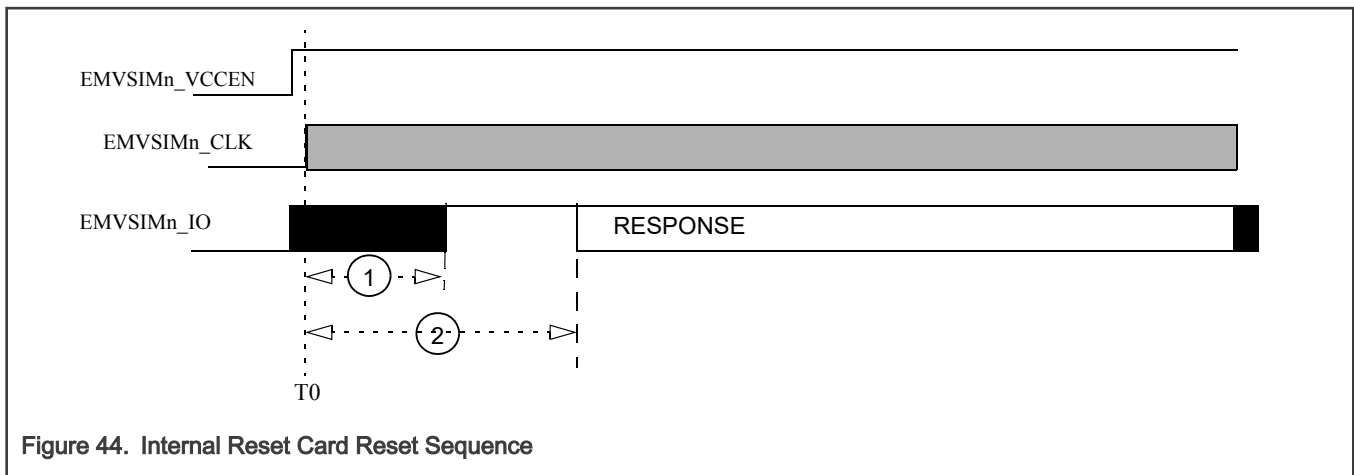 EMVSIMn_VCCEN
EMVSIMn_CLK
EMVSIMn_IO
RESPONSE
1
2
T0
Figure 44. Internal Reset Card Reset Sequence